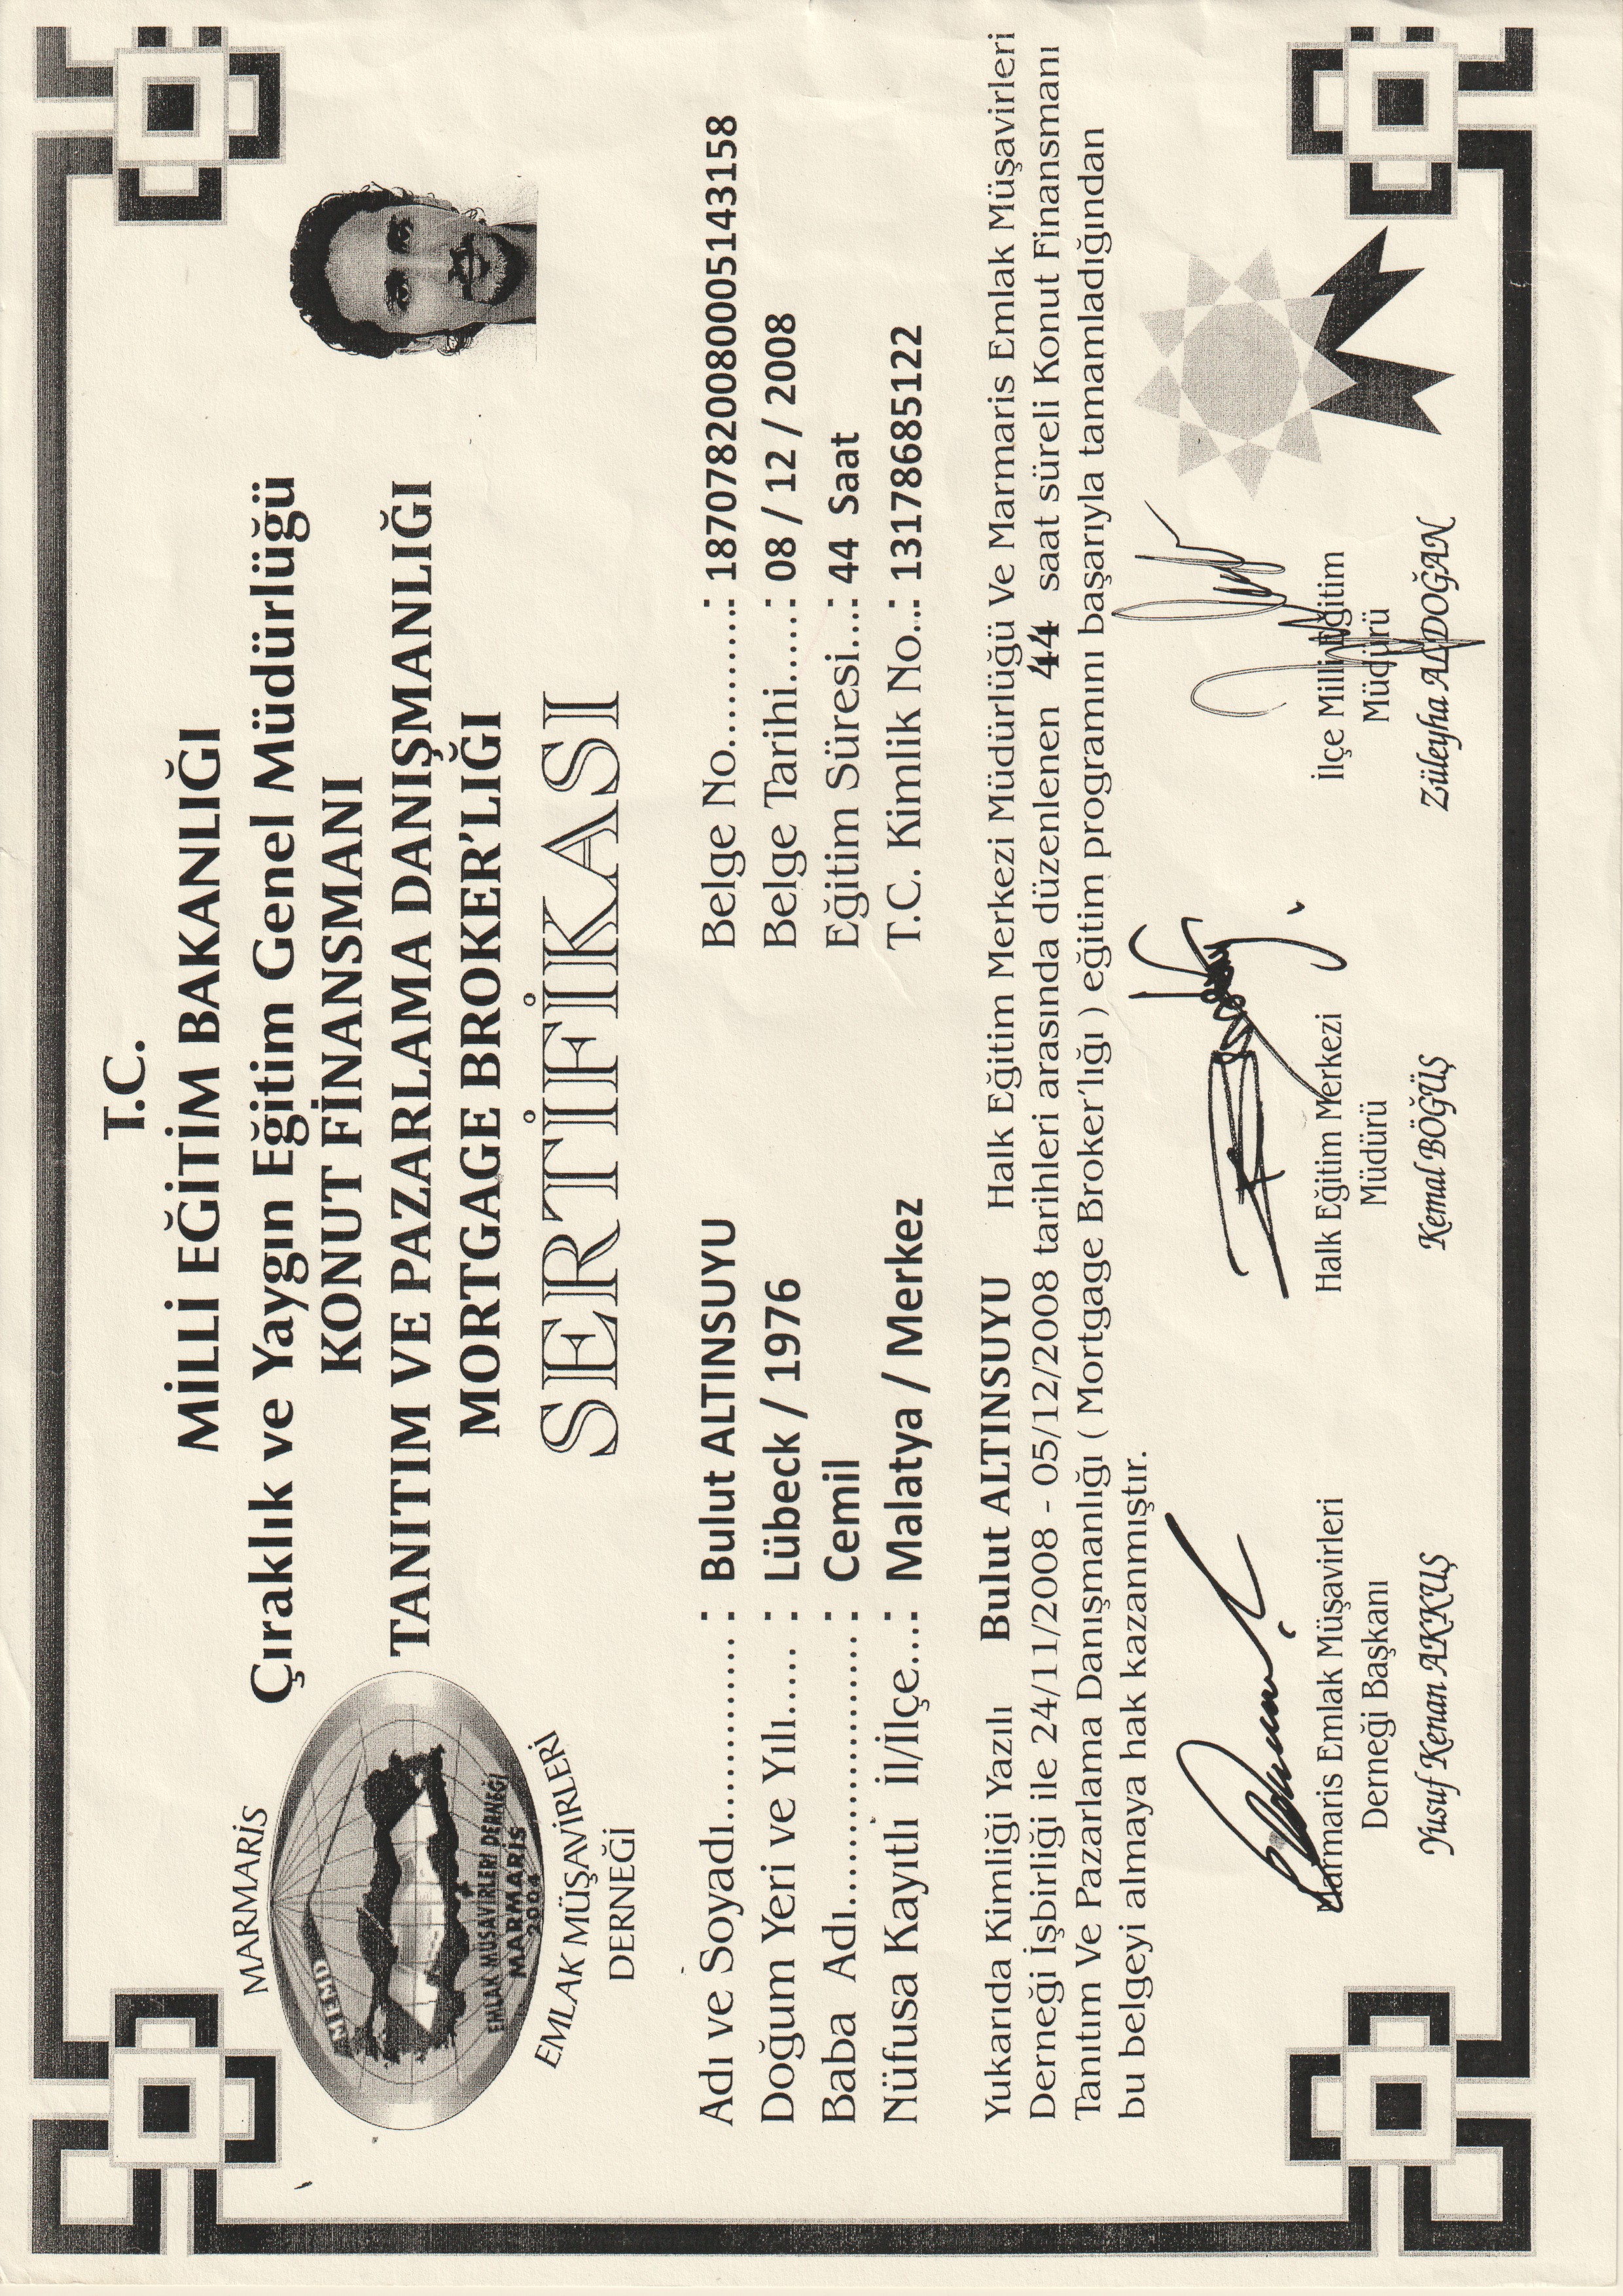 T.C.
MİLLİ EĞİTİM BAKANLIĞI
Çıraklık ve Yaygın Eğitim Genel Müdürlüğü
KONUT FİNANSMANI
TANITIM VE PAZARLAMA DANIŞMANLIĞI
MORTGAGE BROKER'LIĞI
SERTİFİKASI
MARMARİS
EMLAK MÜŞAVİRLERİ DERNEĞİ
MARMARİS
2004
EMLAK MÜŞAVİRLERİ
DERNEĞİ
Adı ve Soyadı............ : Bulut ALTINSUYU
Doğum Yeri ve Yılı..... : Lübeck / 1976
Baba Adı.................. : Cemil
Nüfusa Kayıtlı İl/İlçe...: Malatya / Merkez
Belge No..........: 1870782008000005143158
Belge Tarihi.....: 08 / 12 / 2008
Eğitim Süresi...: 44 Saat
T.C. Kimlik No..: 13178685122
Yukarıda Kimliği Yazılı Bulut ALTINSUYU Halk Eğitim Merkezi Müdürlüğü Ve Marmaris Emlak Müşavirleri
Derneği İşbirliği ile 24/11/2008 - 05/12/2008 tarihleri arasında düzenlenen 44 saat süreli Konut Finansmanı
Tanıtım Ve Pazarlama Danışmanlığı ( Mortgage Broker'lığı ) eğitim programını başarıyla tamamladığından
bu belgeyi almaya hak kazanmıştır.
Marmaris Emlak Müşavirleri
Derneği Başkanı
Yusuf Kenan AKKUŞ
Halk Eğitim Merkezi
Müdürü
Kemal BÖĞÜŞ
İlçe Milli Eğitim
Müdürü
Züleyha ALDOĞAN